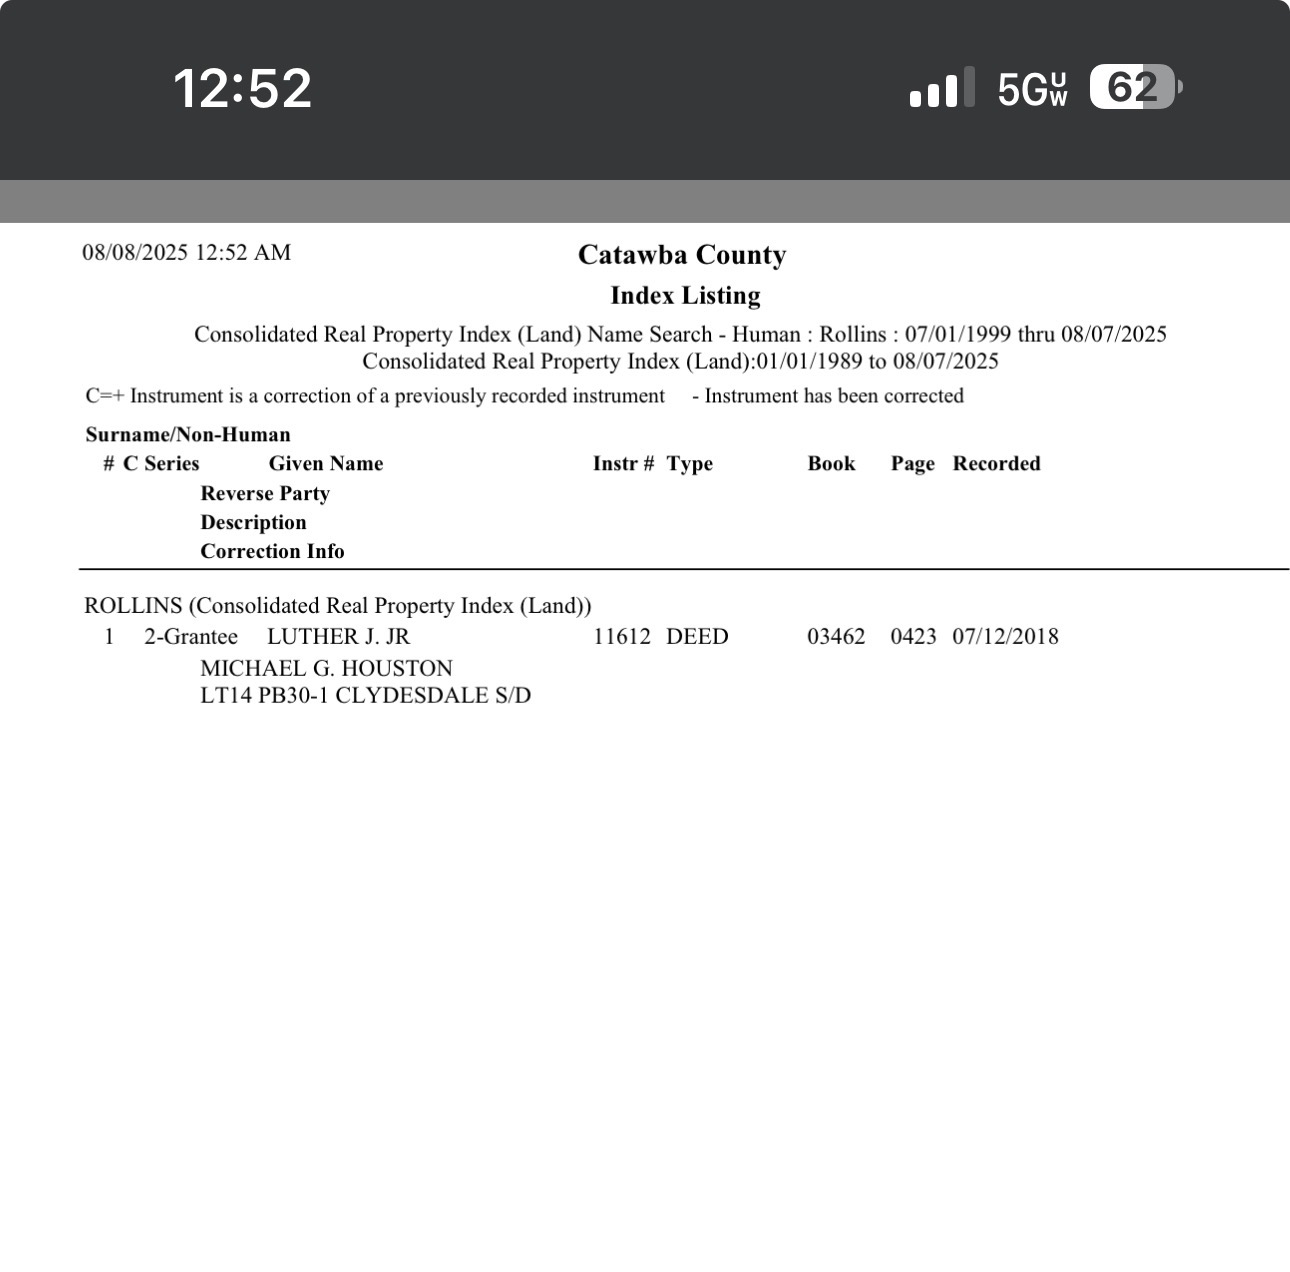 12:52 5GUW 62
08/08/2025 12:52 AM
Catawba County
Index Listing
Consolidated Real Property Index (Land) Name Search - Human : Rollins : 07/01/1999 thru 08/07/2025
Consolidated Real Property Index (Land):01/01/1989 to 08/07/2025
C=+ Instrument is a correction of a previously recorded instrument - Instrument has been corrected
Surname/Non-Human
# C Series Given Name Instr # Type Book Page Recorded
Reverse Party
Description
Correction Info
ROLLINS (Consolidated Real Property Index (Land))
1 2-Grantee LUTHER J. JR 11612 DEED 03462 0423 07/12/2018
MICHAEL G. HOUSTON
LT14 PB30-1 CLYDESDALE S/D